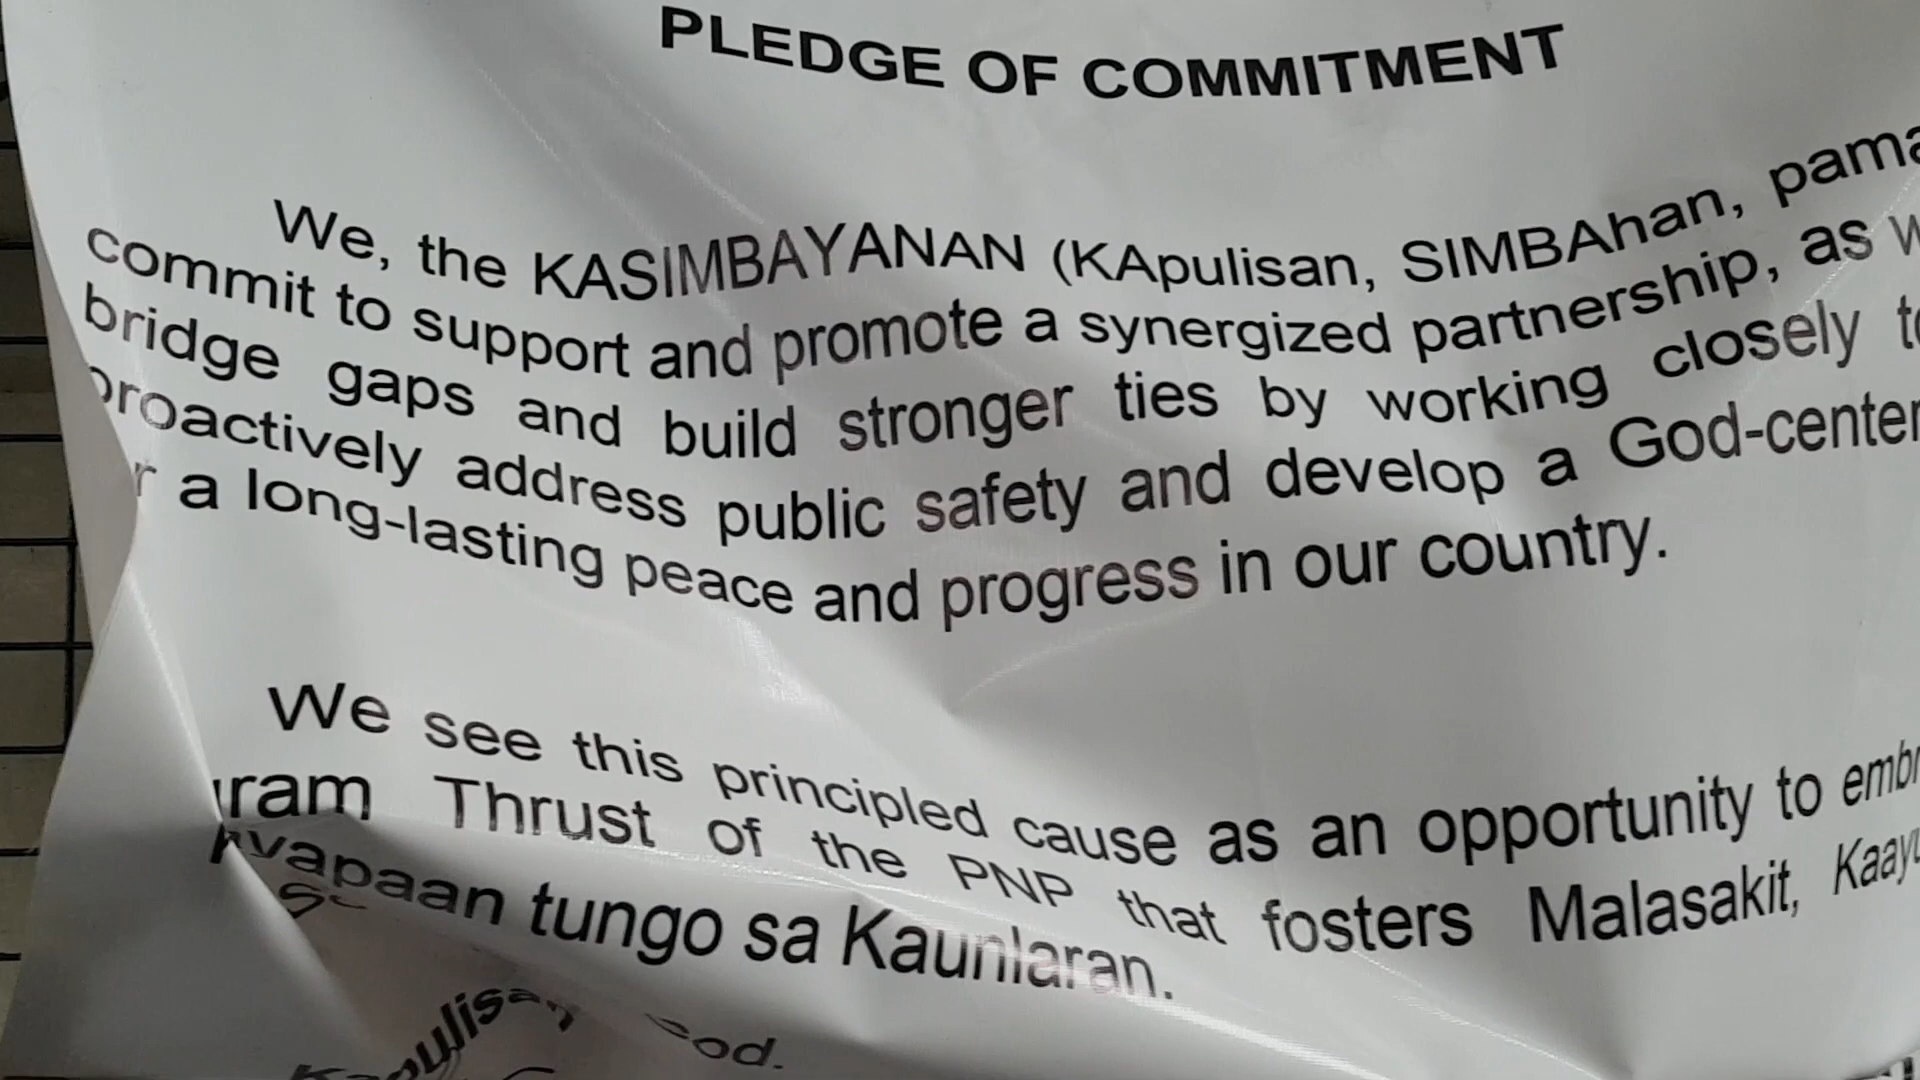 PLEDGE OF COMMITMENT
We, the KASIMBAYANAN (KApulisan, SIMBAhan,
commit to support and promote a synergized partnership, as
bridge gaps and build stronger ties by working closely
proactively address public safety and develop a
a long-lasting peace and progress in our country.
We see this principled cause as an opportunity to
Thrust of the PNP that fosters Malasakit,
tungo sa Kaunlaran.